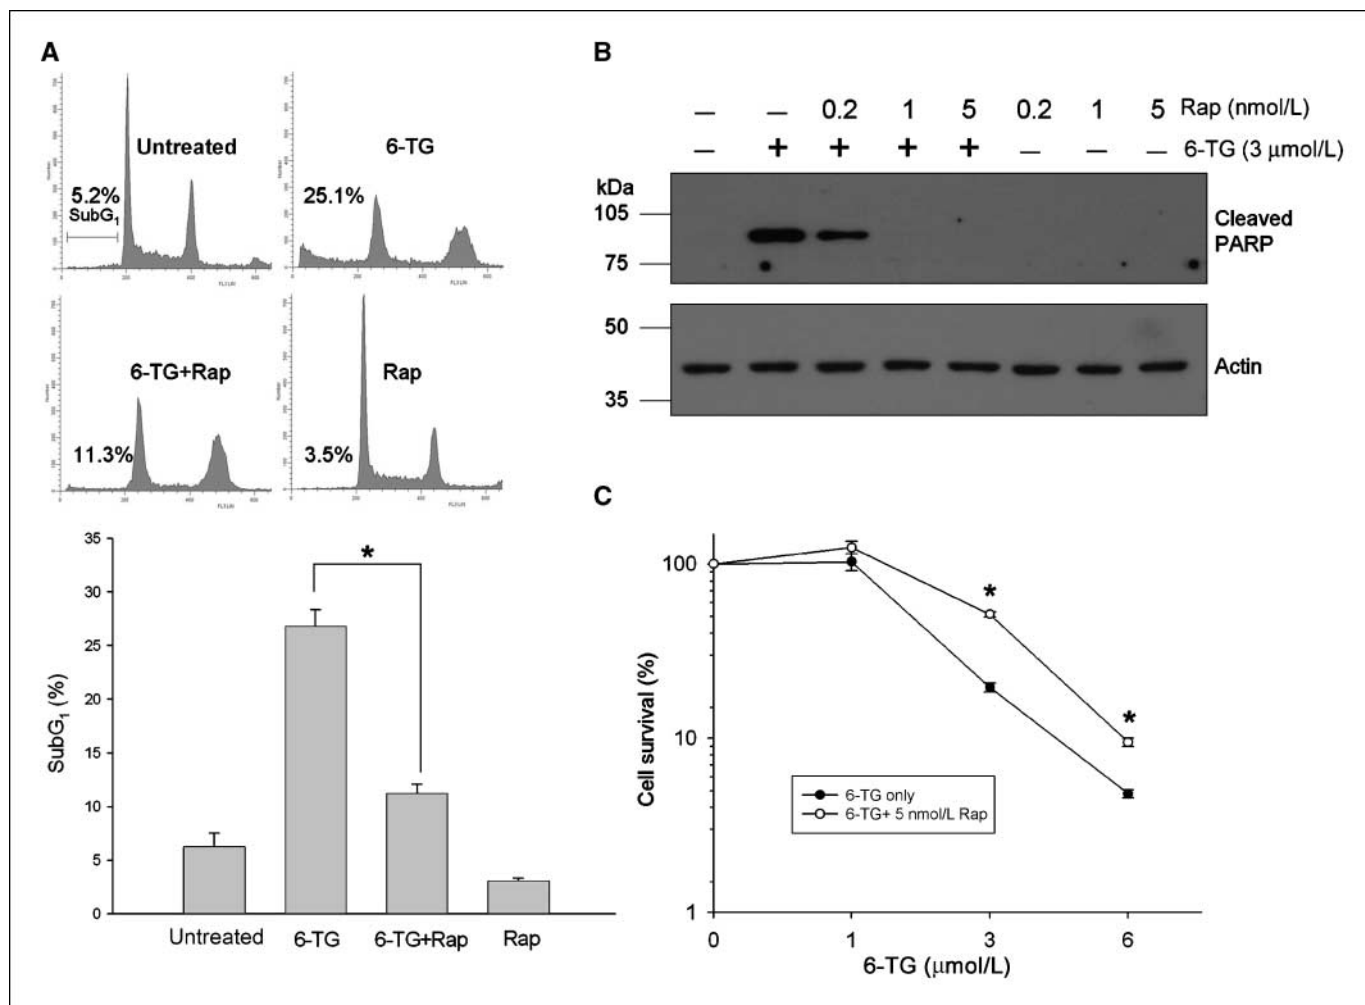 A
Untreated
5.2%
SubG1
6-TG
25.1%
6-TG+Rap
11.3%
Rap
3.5%
35
30
25
20
15
10
5
0
SubG1 (%)
*
Untreated 6-TG 6-TG+Rap Rap
B
– – 0.2 1 5 0.2 1 5 Rap (nmol/L)
– + + + + – – – 6-TG (3 μmol/L)
kDa
105
75
Cleaved
PARP
50
35
Actin
C
100
10
1
Cell survival (%)
*
*
6-TG only
6-TG+ 5 nmol/L Rap
0 1 3 6
6-TG (μmol/L)